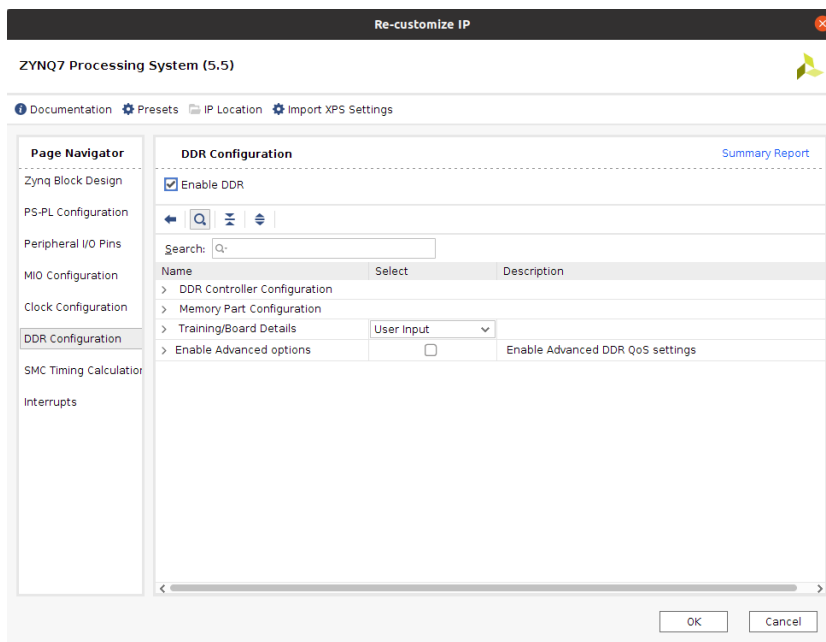 Re-customize IP
ZYNQ7 Processing System (5.5)
Documentation Presets IP Location Import XPS Settings
Page Navigator
Zynq Block Design
PS-PL Configuration
Peripheral I/O Pins
MIO Configuration
Clock Configuration
DDR Configuration
SMC Timing Calculation
Interrupts
DDR Configuration Summary Report
Enable DDR
Search:
Name Select Description
DDR Controller Configuration
Memory Part Configuration
Training/Board Details User Input
Enable Advanced options Enable Advanced DDR QoS settings
OK Cancel